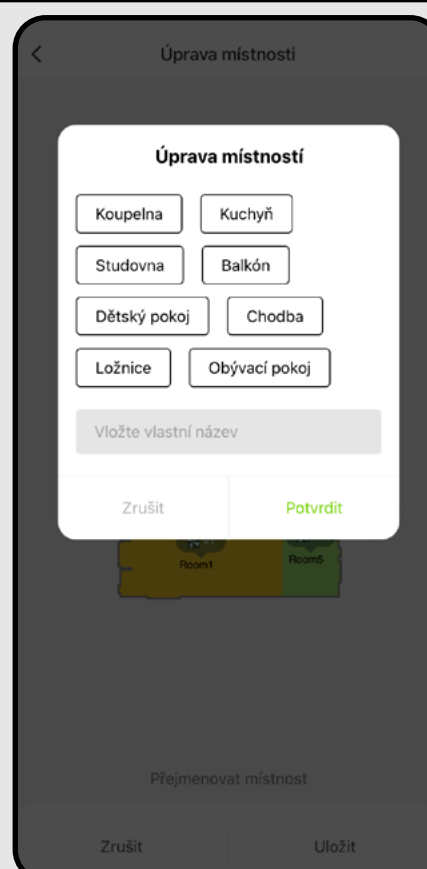 Úprava místnosti
Úprava místností
Koupelna Kuchyň
Studovna Balkón
Dětský pokoj Chodba
Ložnice Obývací pokoj
Vložte vlastní název
Zrušit Potvrdit
Room1 Room5
Přejmenovat místnost
Zrušit Uložit